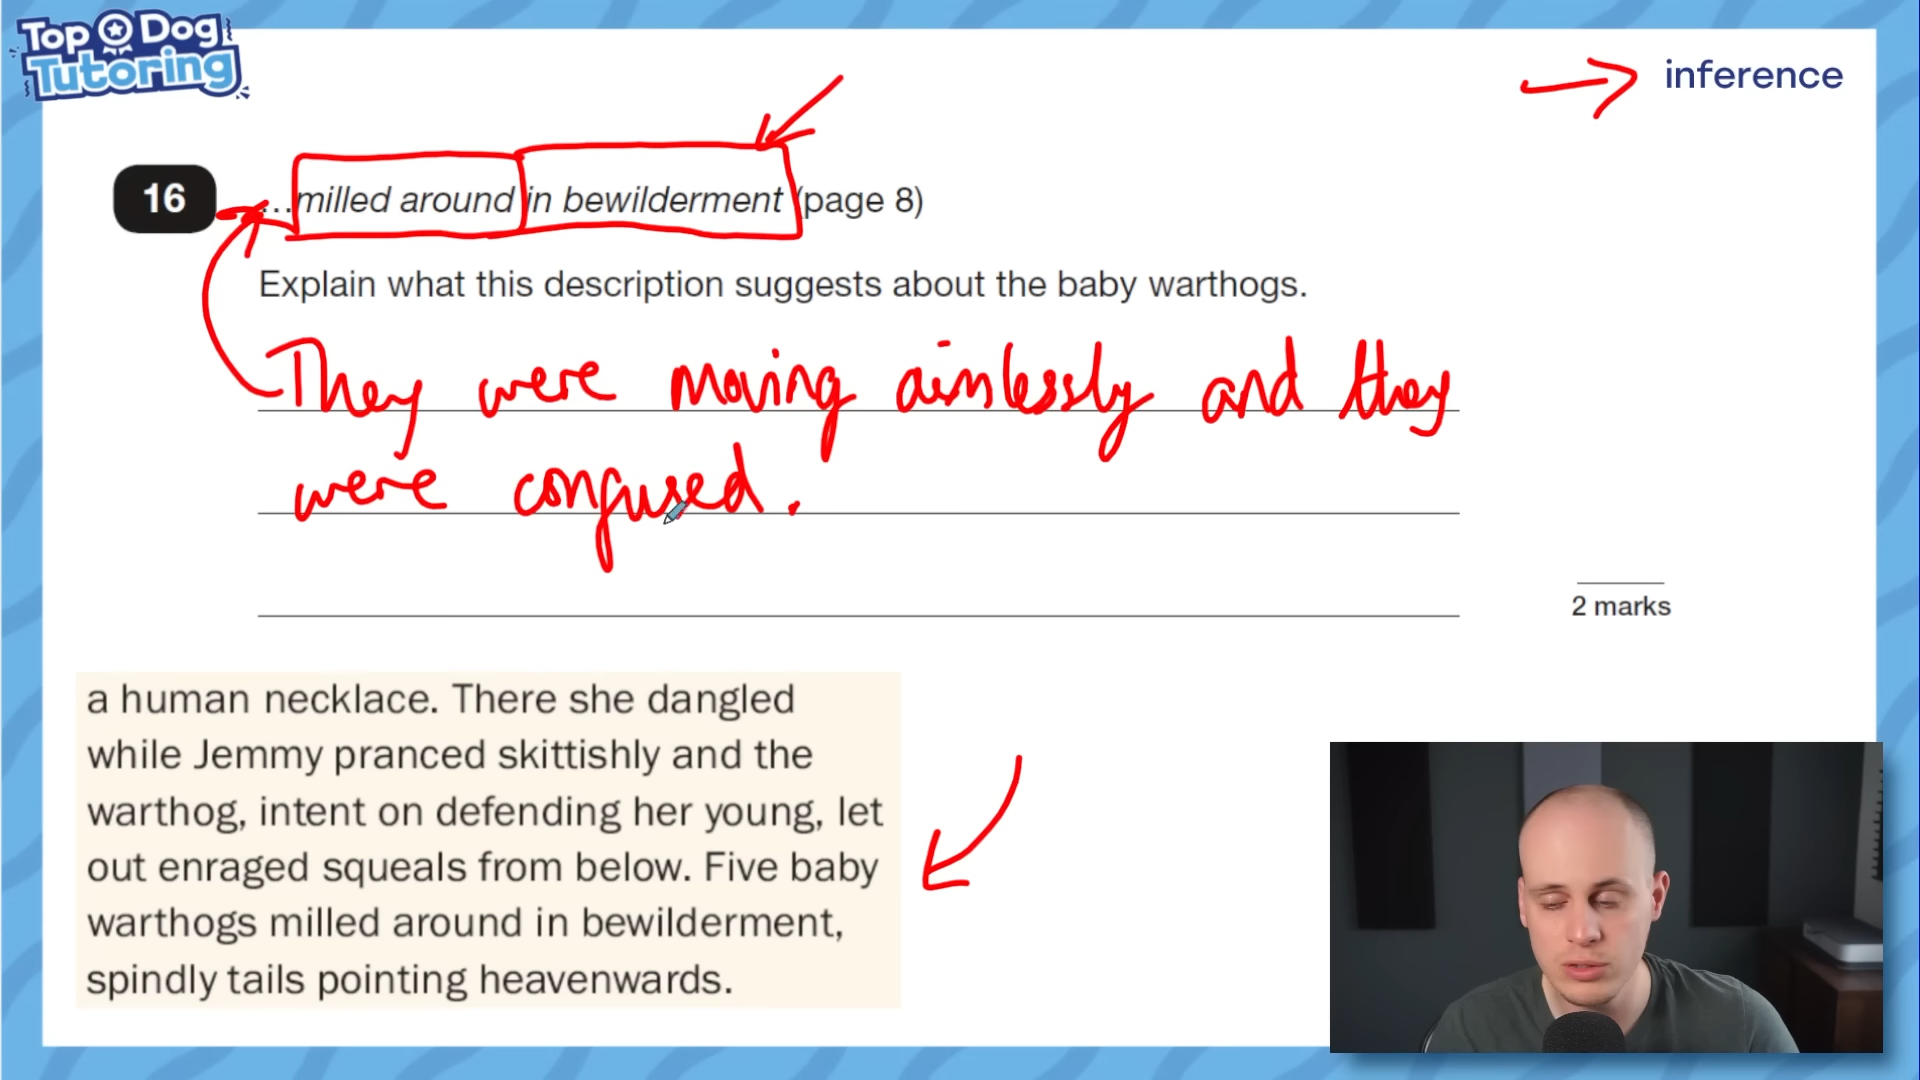 Top Dog
Tutoring
inference
16
...milled around in bewilderment (page 8)
Explain what this description suggests about the baby warthogs.
They were moving aimlessly and they
were confused.
2 marks
a human necklace. There she dangled
while Jemmy pranced skittishly and the
warthog, intent on defending her young, let
out enraged squeals from below. Five baby
warthogs milled around in bewilderment,
spindly tails pointing heavenwards.